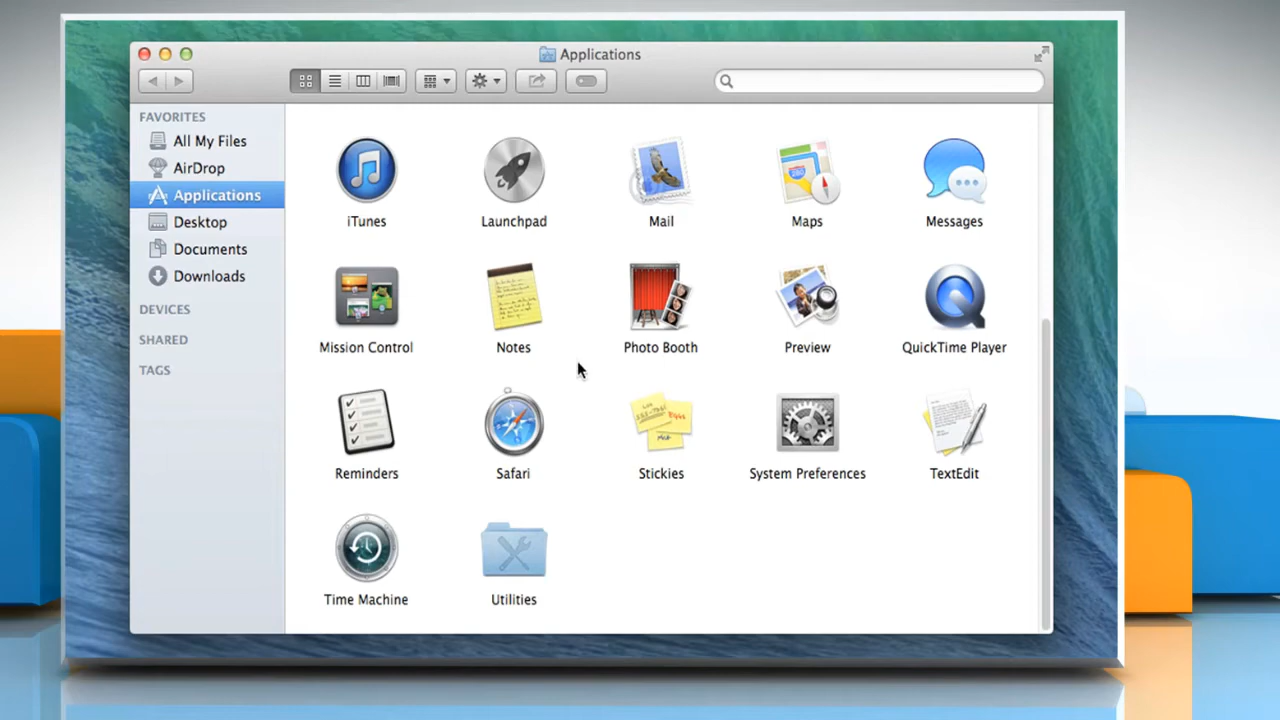 Applications
FAVORITES
All My Files
AirDrop
Applications
Desktop
Documents
Downloads
DEVICES
SHARED
TAGS
iTunes
Launchpad
Mail
Maps
Messages
Mission Control
Notes
Photo Booth
Preview
QuickTime Player
Reminders
Safari
Stickies
System Preferences
TextEdit
Time Machine
Utilities